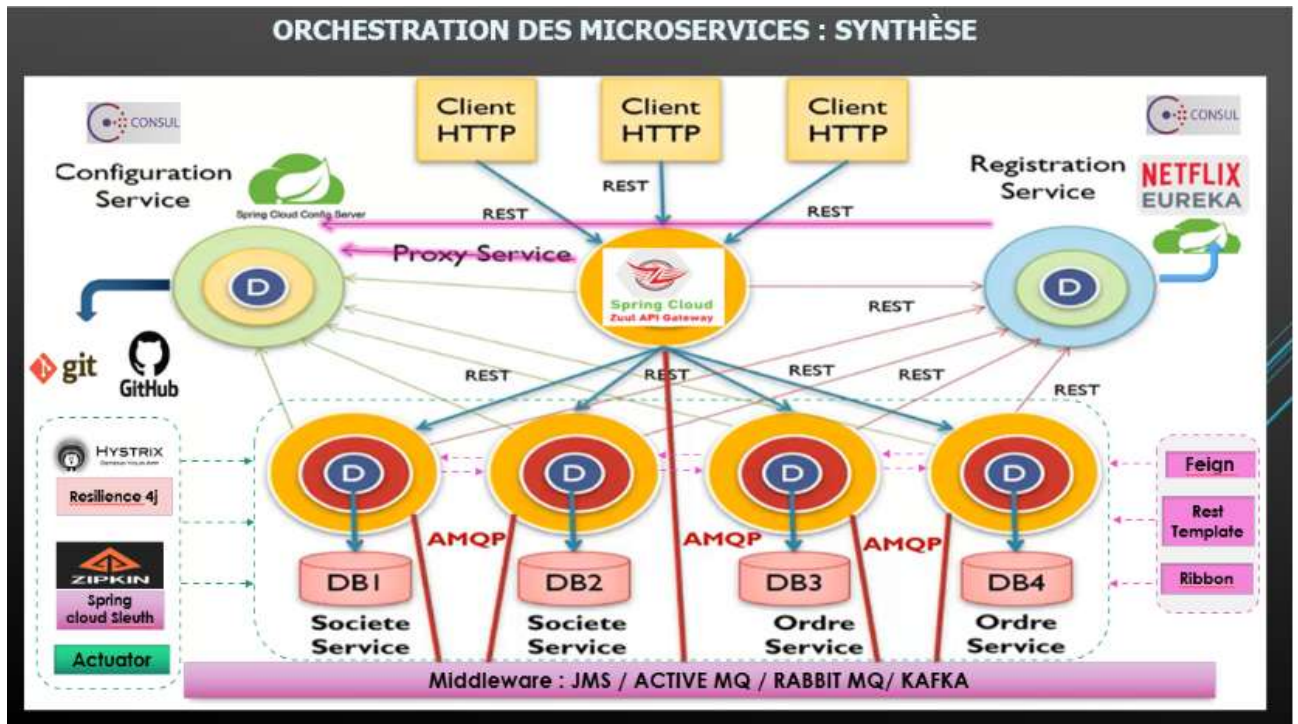 ORCHESTRATION DES MICROSERVICES : SYNTHÈSE
CONSUL
Configuration
Service
Spring Cloud Config Server
Client
HTTP
Client
HTTP
Client
HTTP
CONSUL
Registration
Service
NETFLIX
EUREKA
REST
REST
REST
Proxy Service
D
Spring Cloud
Zuul API Gateway
D
REST
git
GitHub
REST
REST
REST
REST
REST
HYSTRIX
DEFEND YOUR APP
Resilience 4j
ZIPKIN
Spring
cloud Sleuth
Actuator
D
D
D
D
AMQP
AMQP
AMQP
DB1
DB2
DB3
DB4
Societe
Service
Societe
Service
Ordre
Service
Ordre
Service
Feign
Rest
Template
Ribbon
Middleware : JMS / ACTIVE MQ / RABBIT MQ/ KAFKA